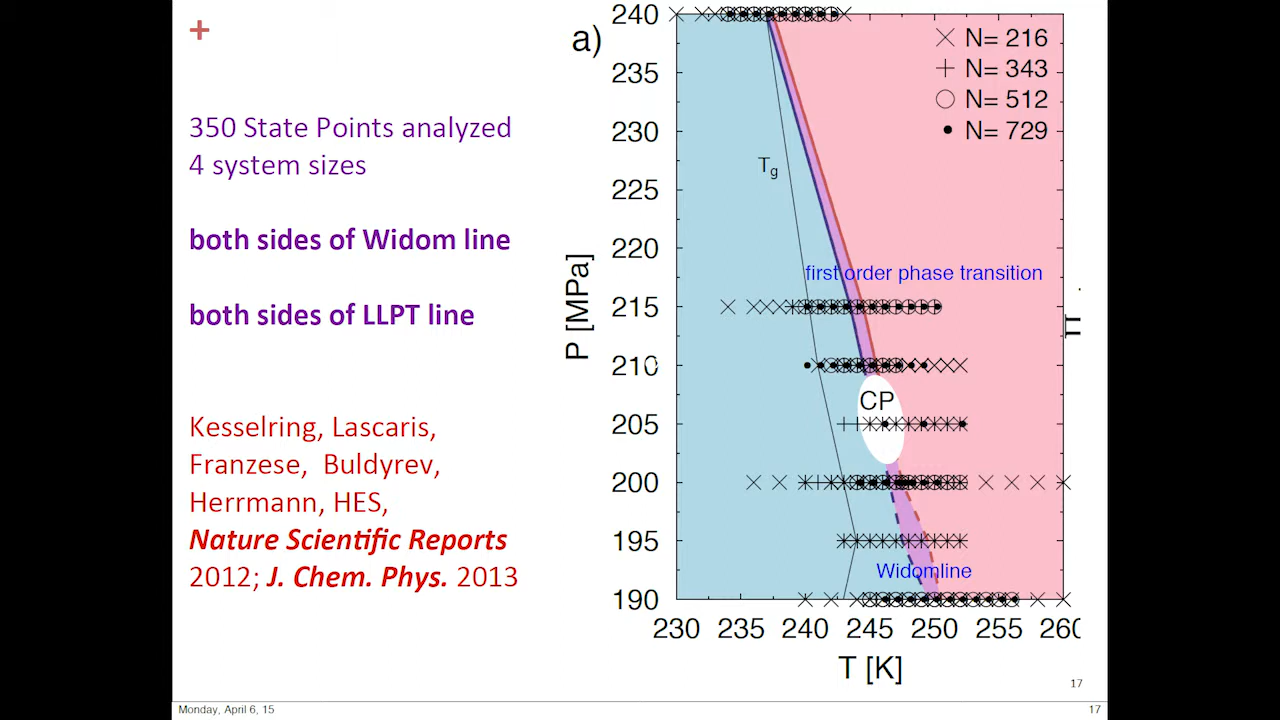 +
350 State Points analyzed
4 system sizes
both sides of Widom line
both sides of LLPT line
Kesselring, Lascaris,
Franzese, Buldyrev,
Herrmann, HES,
Nature Scientific Reports
2012; J. Chem. Phys. 2013
a)
N= 216
N= 343
N= 512
N= 729
Tg
first order phase transition
CP
Widomline
P [MPa]
240
235
230
225
220
215
210
205
200
195
190
230
235
240
245
250
255
260
T [K]
17
Monday, April 6, 15
17